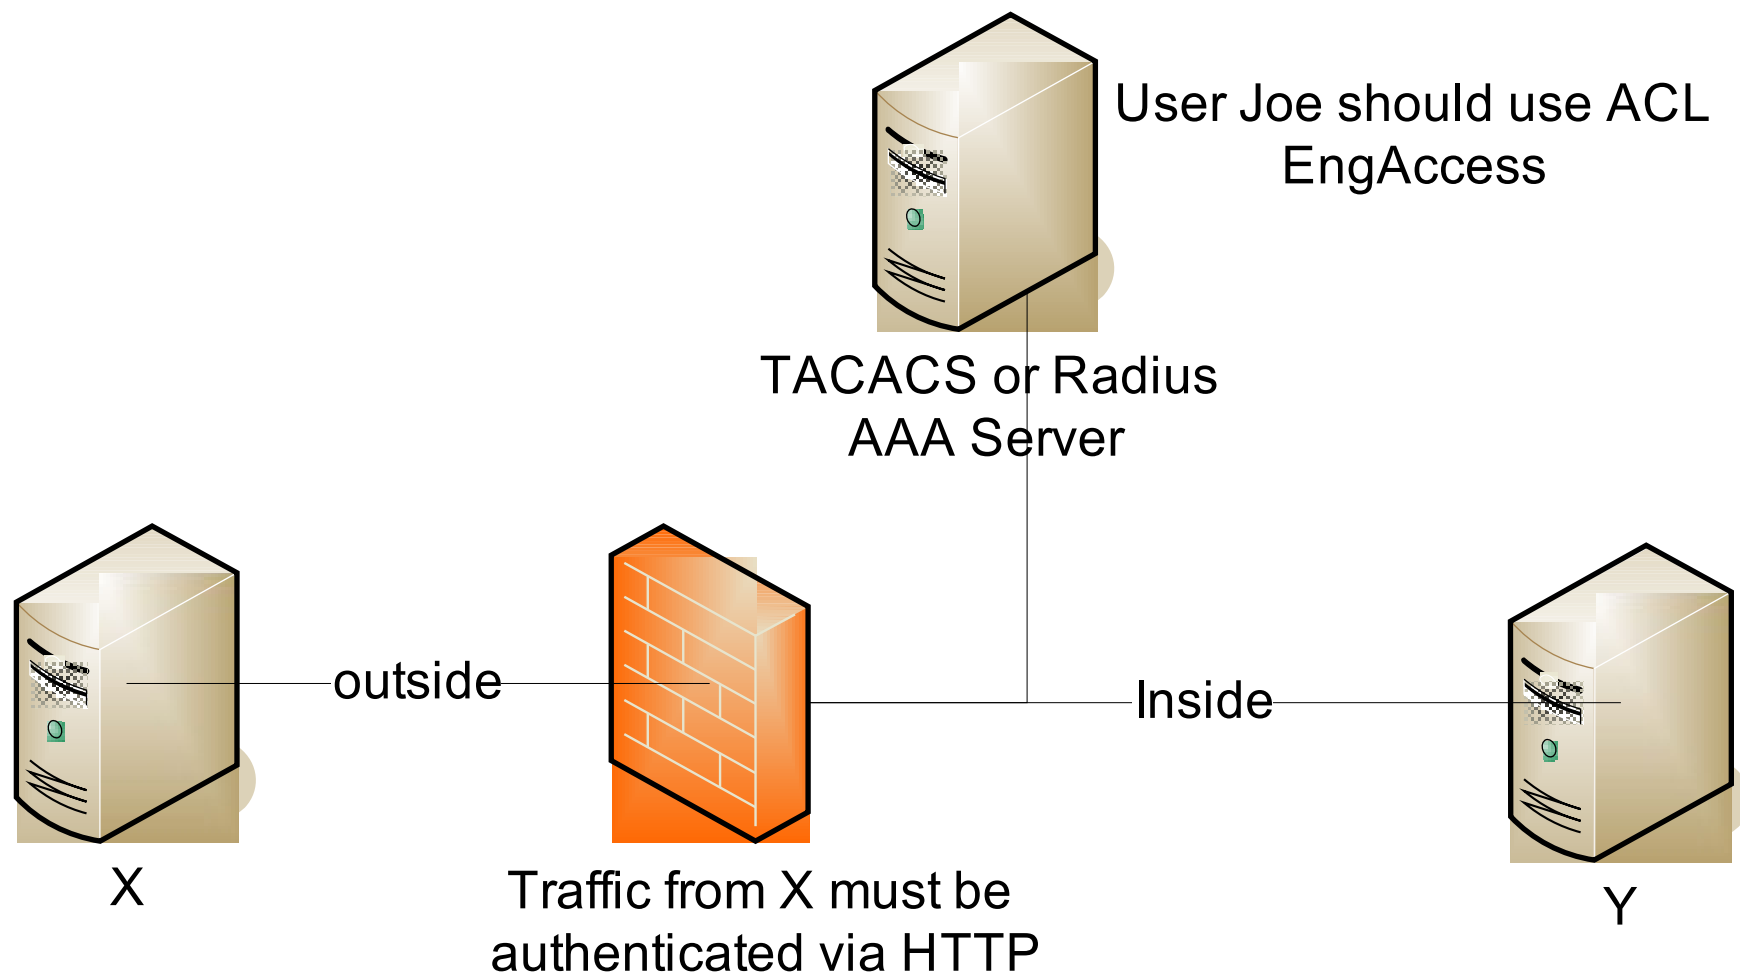 User Joe should use ACL
EngAccess
TACACS or Radius
AAA Server
outside
Inside
X
Traffic from X must be
authenticated via HTTP
Y